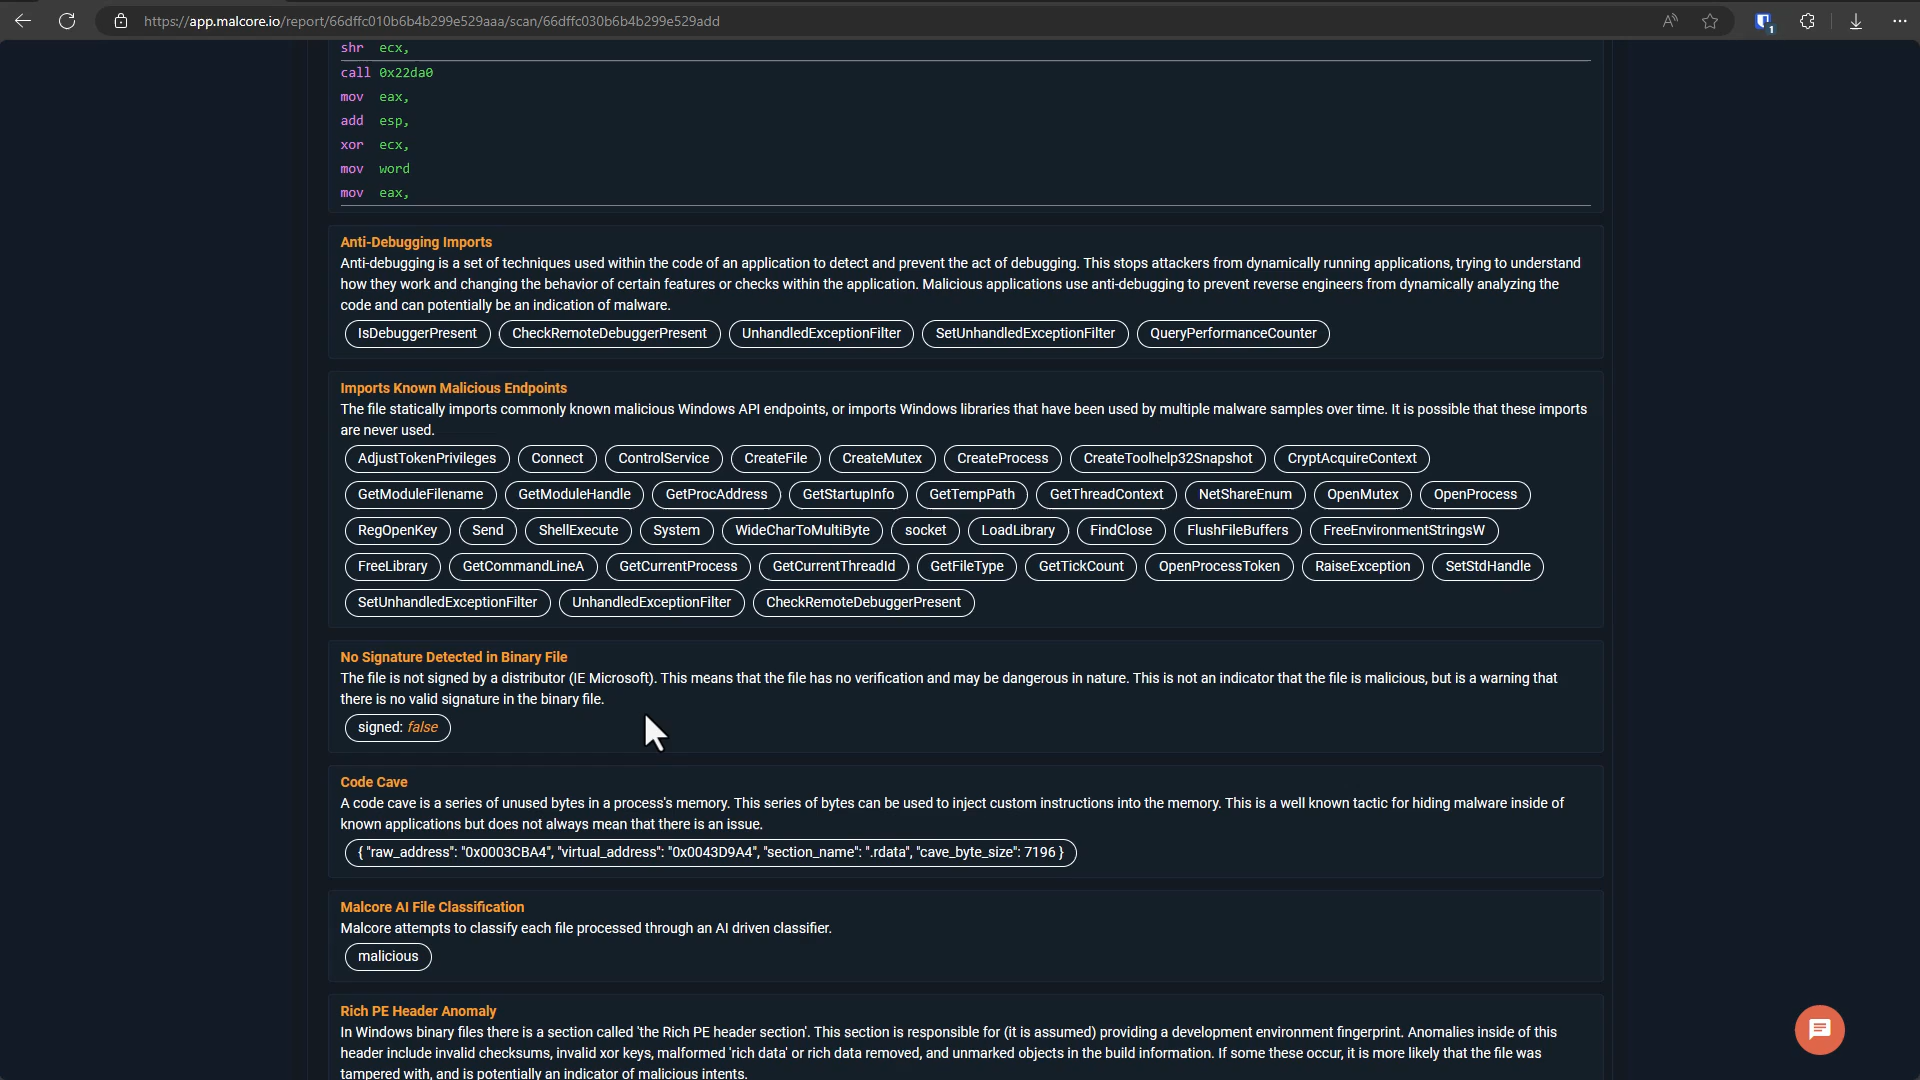 https://app.malcore.io/report/66dffc010b6b4b299e529aaa/scan/66dffc030b6b4b299e529add
A
1
shr ecx,
call 0x22da0
mov eax,
add esp,
xor ecx,
mov word
mov eax,
Anti-Debugging Imports
Anti-debugging is a set of techniques used within the code of an application to detect and prevent the act of debugging. This stops attackers from dynamically running applications, trying to understand
how they work and changing the behavior of certain features or checks within the application. Malicious applications use anti-debugging to prevent reverse engineers from dynamically analyzing the
code and can potentially be an indication of malware.
IsDebuggerPresent CheckRemoteDebuggerPresent UnhandledExceptionFilter SetUnhandledExceptionFilter QueryPerformanceCounter
Imports Known Malicious Endpoints
The file statically imports commonly known malicious Windows API endpoints, or imports Windows libraries that have been used by multiple malware samples over time. It is possible that these imports
are never used.
AdjustTokenPrivileges Connect ControlService CreateFile CreateMutex CreateProcess CreateToolhelp32Snapshot CryptAcquireContext
GetModuleFilename GetModuleHandle GetProcAddress GetStartupInfo GetTempPath GetThreadContext NetShareEnum OpenMutex OpenProcess
RegOpenKey Send ShellExecute System WideCharToMultiByte socket LoadLibrary FindClose FlushFileBuffers FreeEnvironmentStringsW
FreeLibrary GetCommandLineA GetCurrentProcess GetCurrentThreadId GetFileType GetTickCount OpenProcessToken RaiseException SetStdHandle
SetUnhandledExceptionFilter UnhandledExceptionFilter CheckRemoteDebuggerPresent
No Signature Detected in Binary File
The file is not signed by a distributor (IE Microsoft). This means that the file has no verification and may be dangerous in nature. This is not an indicator that the file is malicious, but is a warning that
there is no valid signature in the binary file.
signed: false
Code Cave
A code cave is a series of unused bytes in a process's memory. This series of bytes can be used to inject custom instructions into the memory. This is a well known tactic for hiding malware inside of
known applications but does not always mean that there is an issue.
{ "raw_address": "0x0003CBA4", "virtual_address": "0x0043D9A4", "section_name": ".rdata", "cave_byte_size": 7196 }
Malcore AI File Classification
Malcore attempts to classify each file processed through an AI driven classifier.
malicious
Rich PE Header Anomaly
In Windows binary files there is a section called 'the Rich PE header section'. This section is responsible for (it is assumed) providing a development environment fingerprint. Anomalies inside of this
header include invalid checksums, invalid xor keys, malformed 'rich data' or rich data removed, and unmarked objects in the build information. If some these occur, it is more likely that the file was
tampered with, and is potentially an indicator of malicious intents.